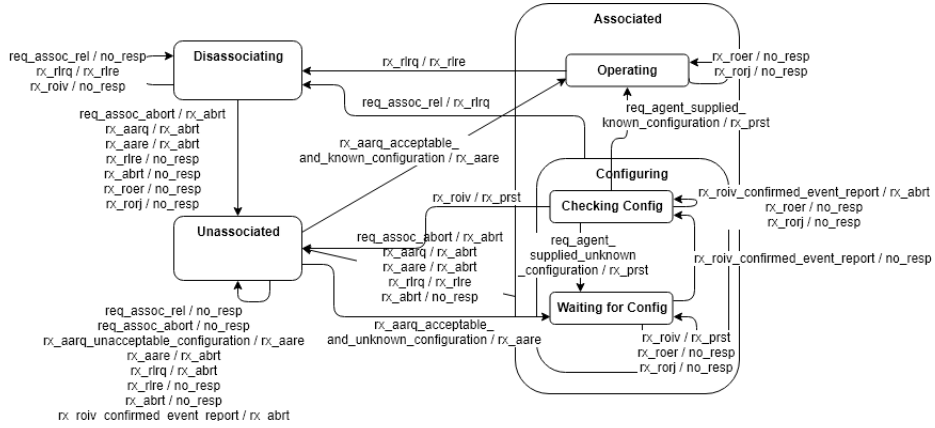 Associated
req_assoc_rel / no_resp
rx_rlrq / rx_rlre
rx_roiv / no_resp
Disassociating
rx_rlrq / rx_rlre
Operating
rx_roer / no_resp
rx_rorj / no_resp
req_assoc_rel / rx_rlrq
req_agent_supplied_
known_configuration / rx_prst
req_assoc_abort / rx_abrt
rx_aarq / rx_abrt
rx_aare / rx_abrt
rx_rlre / no_resp
rx_abrt / no_resp
rx_roer / no_resp
rx_rorj / no_resp
rx_aarq_acceptable_
and_known_configuration / rx_aare
Configuring
rx_roiv / rx_prst
Checking Config
rx_roiv_confirmed_event_report / rx_abrt
rx_roer / no_resp
rx_rorj / no_resp
Unassociated
req_assoc_abort / rx_abrt
rx_aarq / rx_abrt
rx_aare / rx_abrt
rx_rlrq / rx_rlre
rx_abrt / no_resp
req_agent_
supplied_unknown
_configuration / rx_prst
rx_roiv_confirmed_event_report / no_resp
Waiting for Config
req_assoc_rel / no_resp
req_assoc_abort / no_resp
rx_aarq_unacceptable_configuration / rx_aare
rx_aare / rx_abrt
rx_rlrq / rx_abrt
rx_rlre / no_resp
rx_abrt / no_resp
rx_roiv_confirmed_event_report / rx_abrt
rx_aarq_acceptable_
and_unknown_configuration / rx_aare
rx_roiv / rx_prst
rx_roer / no_resp
rx_rorj / no_resp